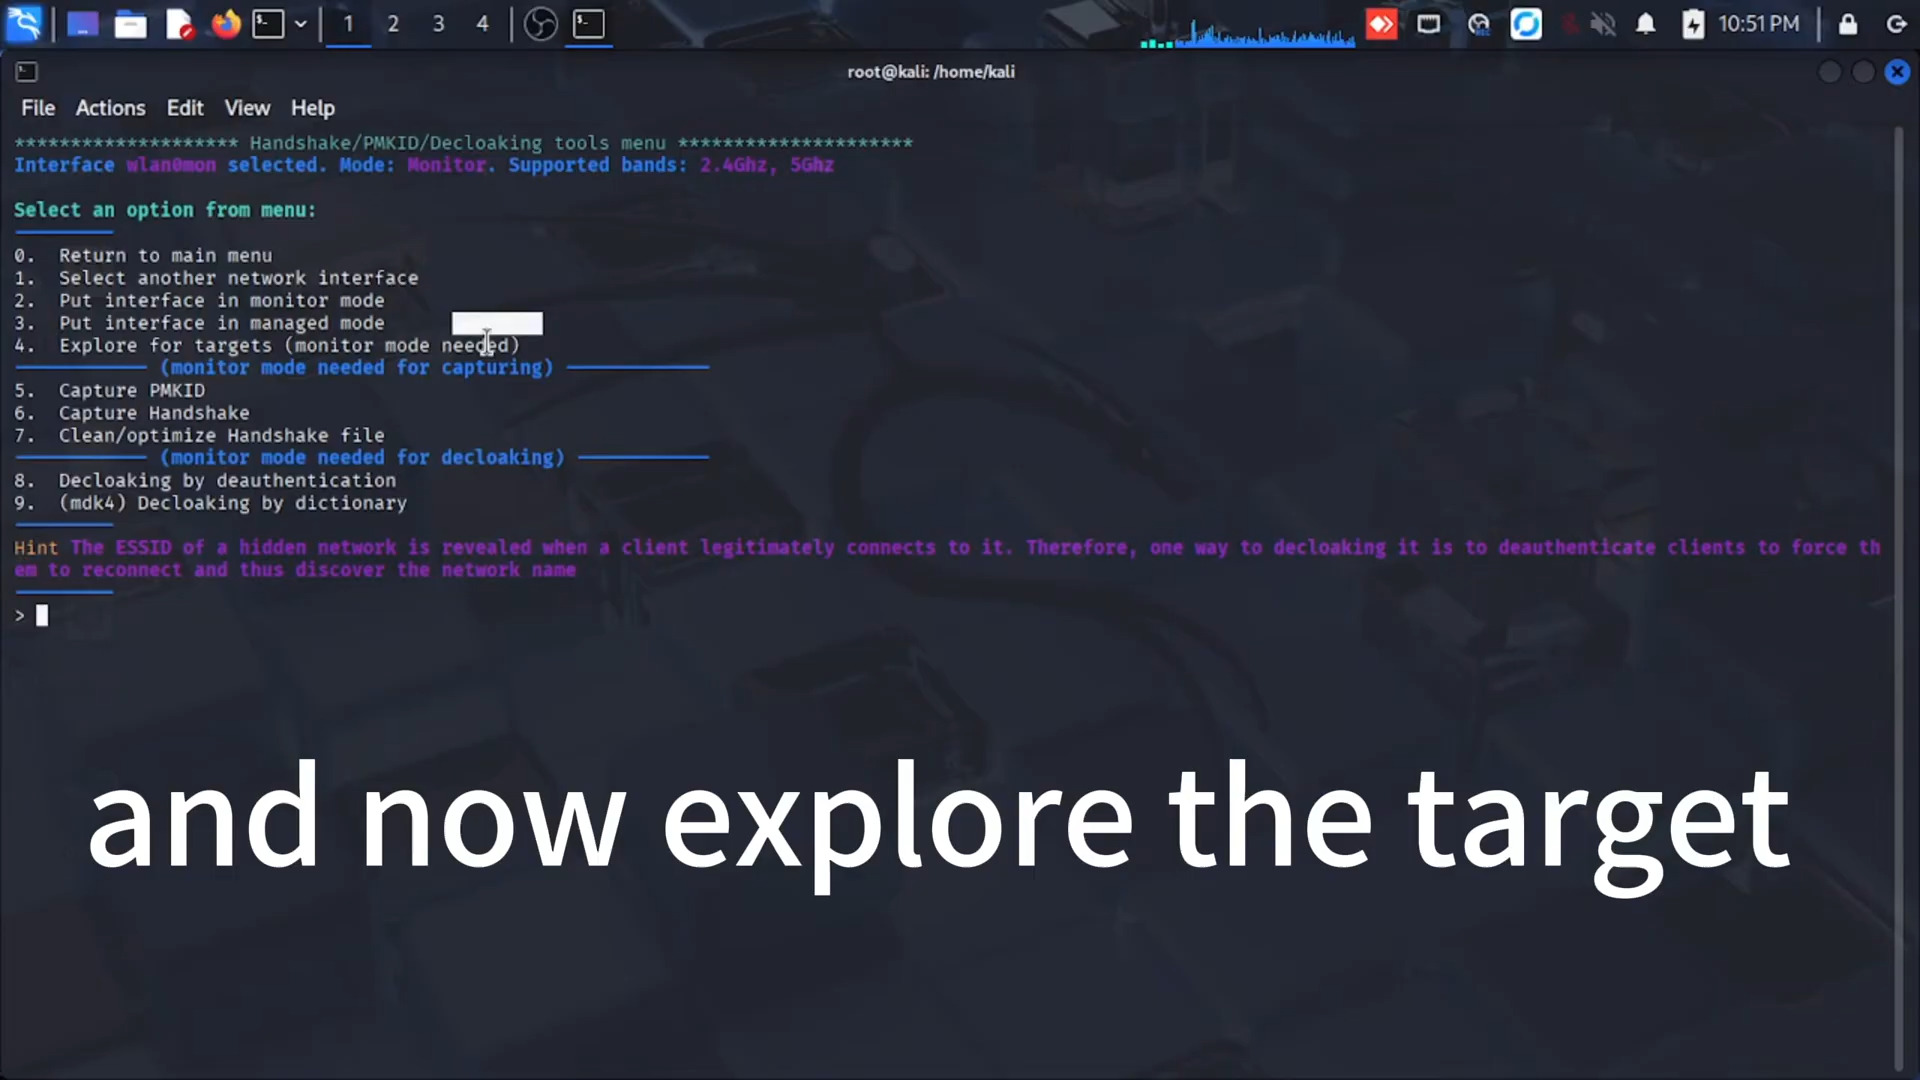 1 2 3 4 10:51 PM
root@kali: /home/kali
File Actions Edit View Help
******************** Handshake/PMKID/Decloaking tools menu *********************
Interface wlan0mon selected. Mode: Monitor. Supported bands: 2.4Ghz, 5Ghz
Select an option from menu:
0. Return to main menu
1. Select another network interface
2. Put interface in monitor mode
3. Put interface in managed mode
4. Explore for targets (monitor mode needed)
(monitor mode needed for capturing)
5. Capture PMKID
6. Capture Handshake
7. Clean/optimize Handshake file
(monitor mode needed for decloaking)
8. Decloaking by deauthentication
9. (mdk4) Decloaking by dictionary
Hint The ESSID of a hidden network is revealed when a client legitimately connects to it. Therefore, one way to decloaking it is to deauthenticate clients to force th
em to reconnect and thus discover the network name
>
and now explore the target